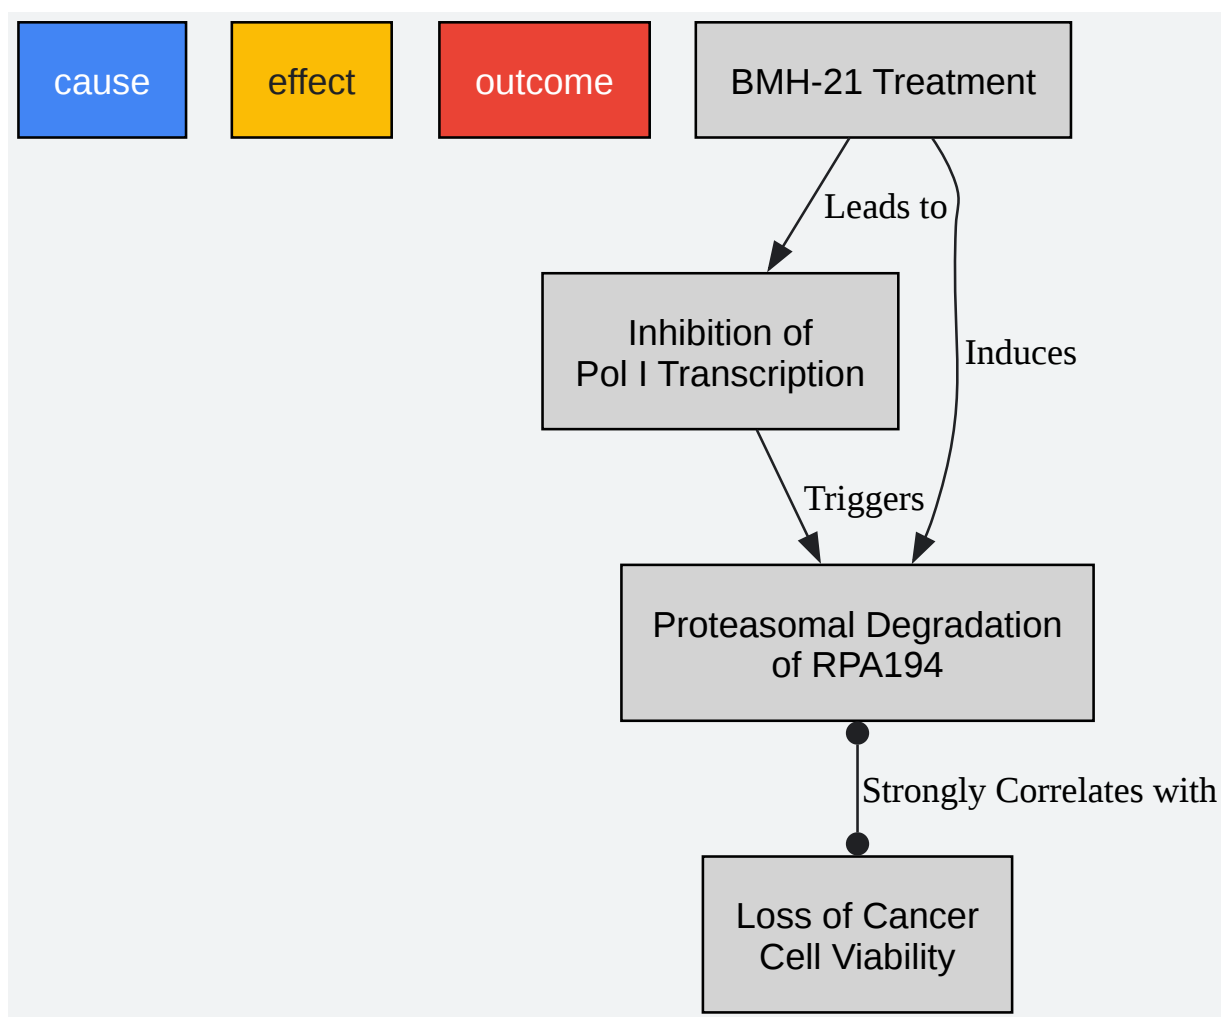 cause
effect
outcome
BMH-21 Treatment
Leads to
Inhibition of
Pol I Transcription
Induces
Triggers
Proteasomal Degradation
of RPA194
Strongly Correlates with
Loss of Cancer
Cell Viability